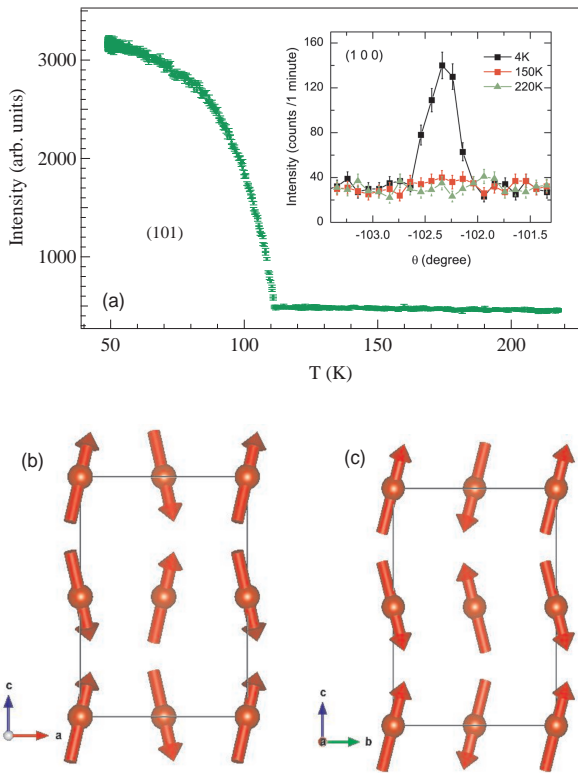 3000
2000
1000
Intensity (arb. units)
(101)
(a)
50
100
150
200
T (K)
160
120
80
40
0
Intensity (counts /1 minute)
(1 0 0)
4K
150K
220K
-103.0
-102.5
-102.0
-101.5
θ (degree)
(b)
c
a
(c)
c
a
b